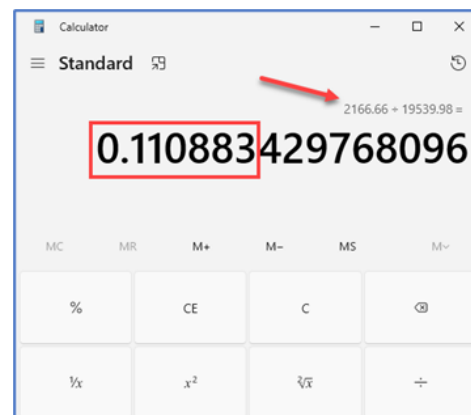 Calculator
Standard
2166.66 ÷ 19539.98 =
0.110883429768096
MC MR M+ M− MS M˅
% CE C ⌫
¹/x x² ²√x ÷